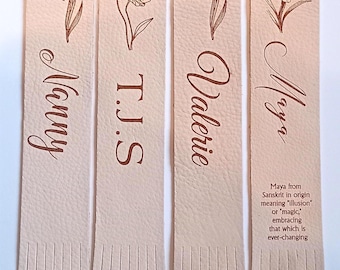 Nanny
T.J.S
Valerie
Maya
Maya from
Sanskrit in origin
meaning "illusion"
or "magic,"
embracing
that which is
ever-changing